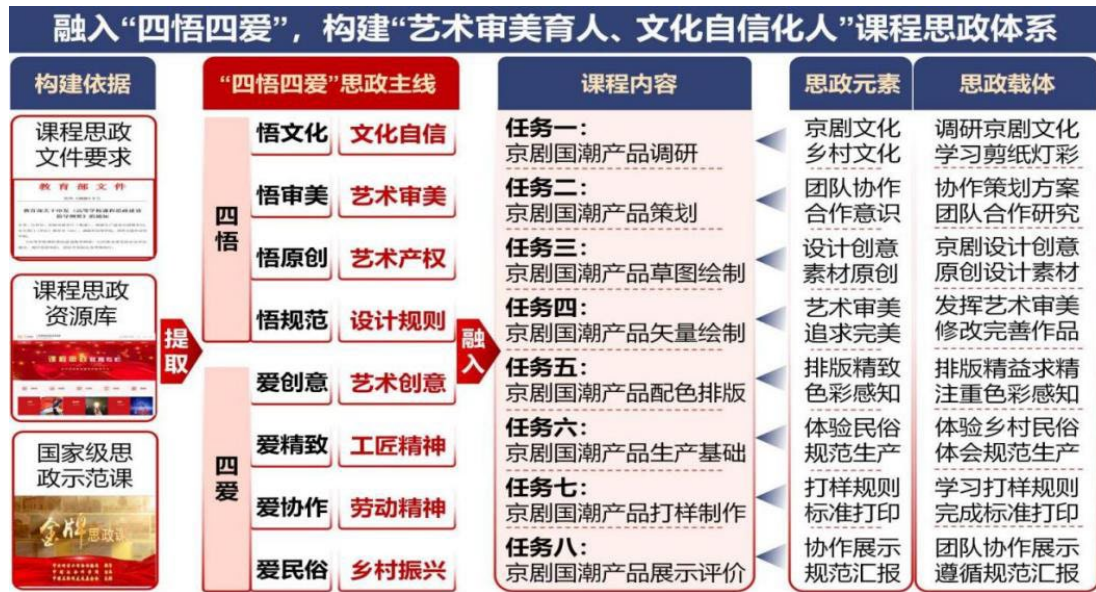 融入“四悟四爱”，构建“艺术审美育人、文化自信化人”课程思政体系
构建依据
课程思政
文件要求
教育部文件
课程思政
资源库
国家级思
政示范课
金牌思政课
提取
“四悟四爱”思政主线
四悟
悟文化 文化自信
悟审美 艺术审美
悟原创 艺术产权
悟规范 设计规则
四爱
爱创意 艺术创意
爱精致 工匠精神
爱协作 劳动精神
爱民俗 乡村振兴
融入
课程内容
任务一：
京剧国潮产品调研
任务二：
京剧国潮产品策划
任务三：
京剧国潮产品草图绘制
任务四：
京剧国潮产品矢量绘制
任务五：
京剧国潮产品配色排版
任务六：
京剧国潮产品生产基础
任务七：
京剧国潮产品打样制作
任务八：
京剧国潮产品展示评价
思政元素
京剧文化
乡村文化
团队协作
合作意识
设计创意
素材原创
艺术审美
追求完美
排版精致
色彩感知
体验民俗
规范生产
打样规则
标准打印
协作展示
规范汇报
思政载体
调研京剧文化
学习剪纸灯彩
协作策划方案
团队合作研究
京剧设计创意
原创设计素材
发挥艺术审美
修改完善作品
排版精益求精
注重色彩感知
体验乡村民俗
体会规范生产
学习打样规则
完成标准打印
团队协作展示
遵循规范汇报